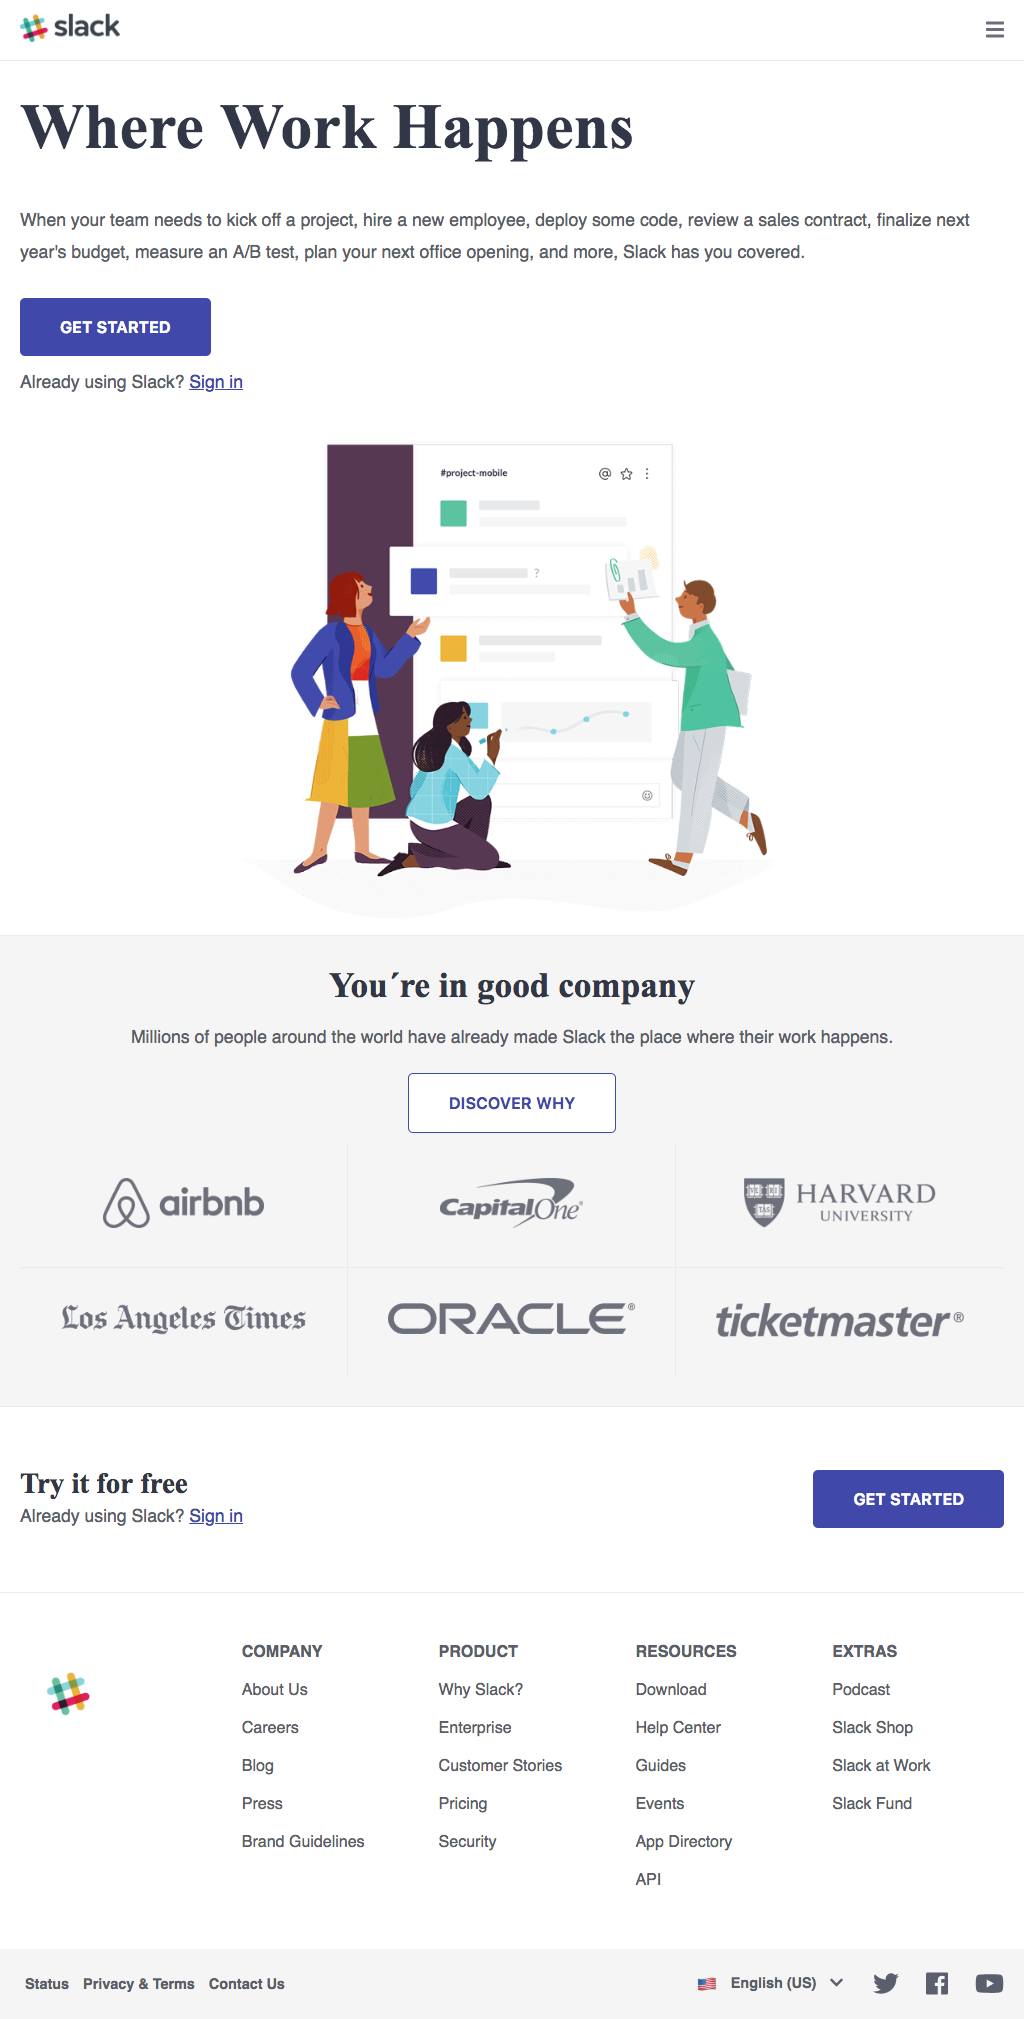 slack
Where Work Happens
When your team needs to kick off a project, hire a new employee, deploy some code, review a sales contract, finalize next
year's budget, measure an A/B test, plan your next office opening, and more, Slack has you covered.
GET STARTED
Already using Slack? Sign in
#project-mobile
?
You´re in good company
Millions of people around the world have already made Slack the place where their work happens.
DISCOVER WHY
airbnb
CapitalOne®
VE RI
TAS
HARVARD
UNIVERSITY
Los Angeles Times
ORACLE®
ticketmaster®
Try it for free
Already using Slack? Sign in
GET STARTED
COMPANY
About Us
Careers
Blog
Press
Brand Guidelines
PRODUCT
Why Slack?
Enterprise
Customer Stories
Pricing
Security
RESOURCES
Download
Help Center
Guides
Events
App Directory
API
EXTRAS
Podcast
Slack Shop
Slack at Work
Slack Fund
Status Privacy & Terms Contact Us
English (US)